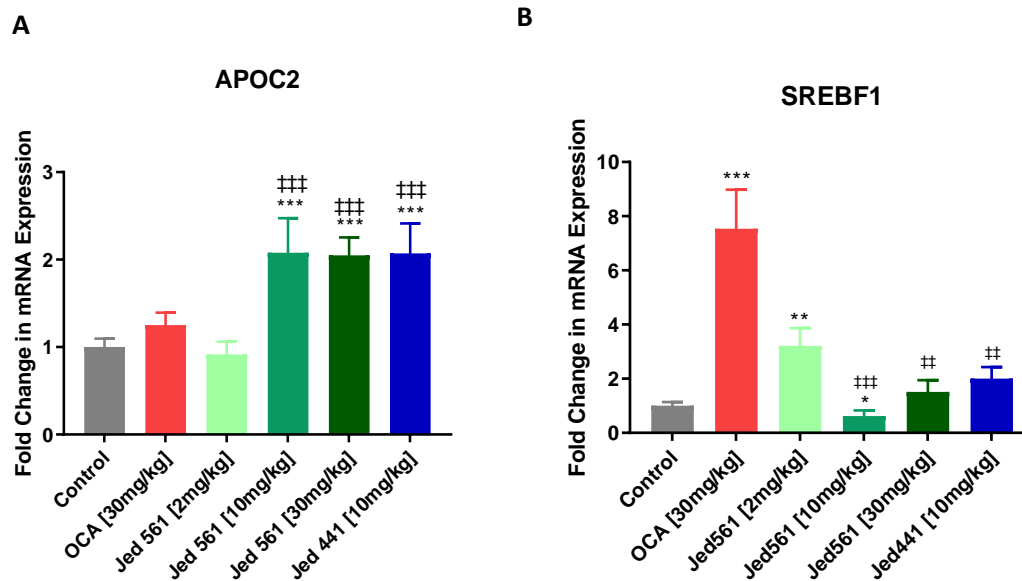 A
APOC2
Fold Change in mRNA Expression
3
2
1
0
‡‡‡
***
‡‡‡
***
‡‡‡
***
Control
OCA [30mg/kg]
Jed 561 [2mg/kg]
Jed 561 [10mg/kg]
Jed 561 [30mg/kg]
Jed 441 [10mg/kg]
B
SREBF1
Fold Change in mRNA Expression
10
8
6
4
2
0
***
**
‡‡‡
*
‡‡
‡‡
Control
OCA [30mg/kg]
Jed561 [2mg/kg]
Jed561 [10mg/kg]
Jed561 [30mg/kg]
Jed441 [10mg/kg]